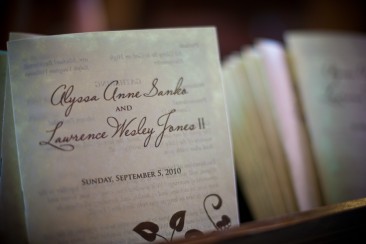 Alyssa Anne Sanko
AND
Lawrence Wesley Jones II
SUNDAY, SEPTEMBER 5, 2010